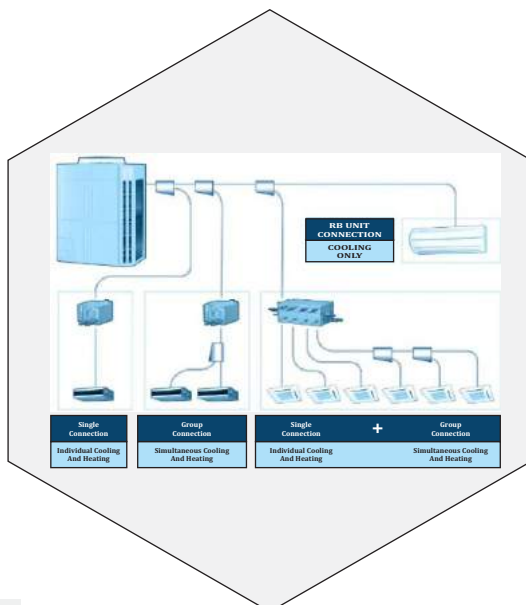 RB UNIT
CONNECTION
COOLING
ONLY
Single
Connection
Individual Cooling
And Heating
Group
Connection
Simultaneous Cooling
And Heating
Single
Connection
+
Group
Connection
Individual Cooling
And Heating
Simultaneous Cooling
And Heating